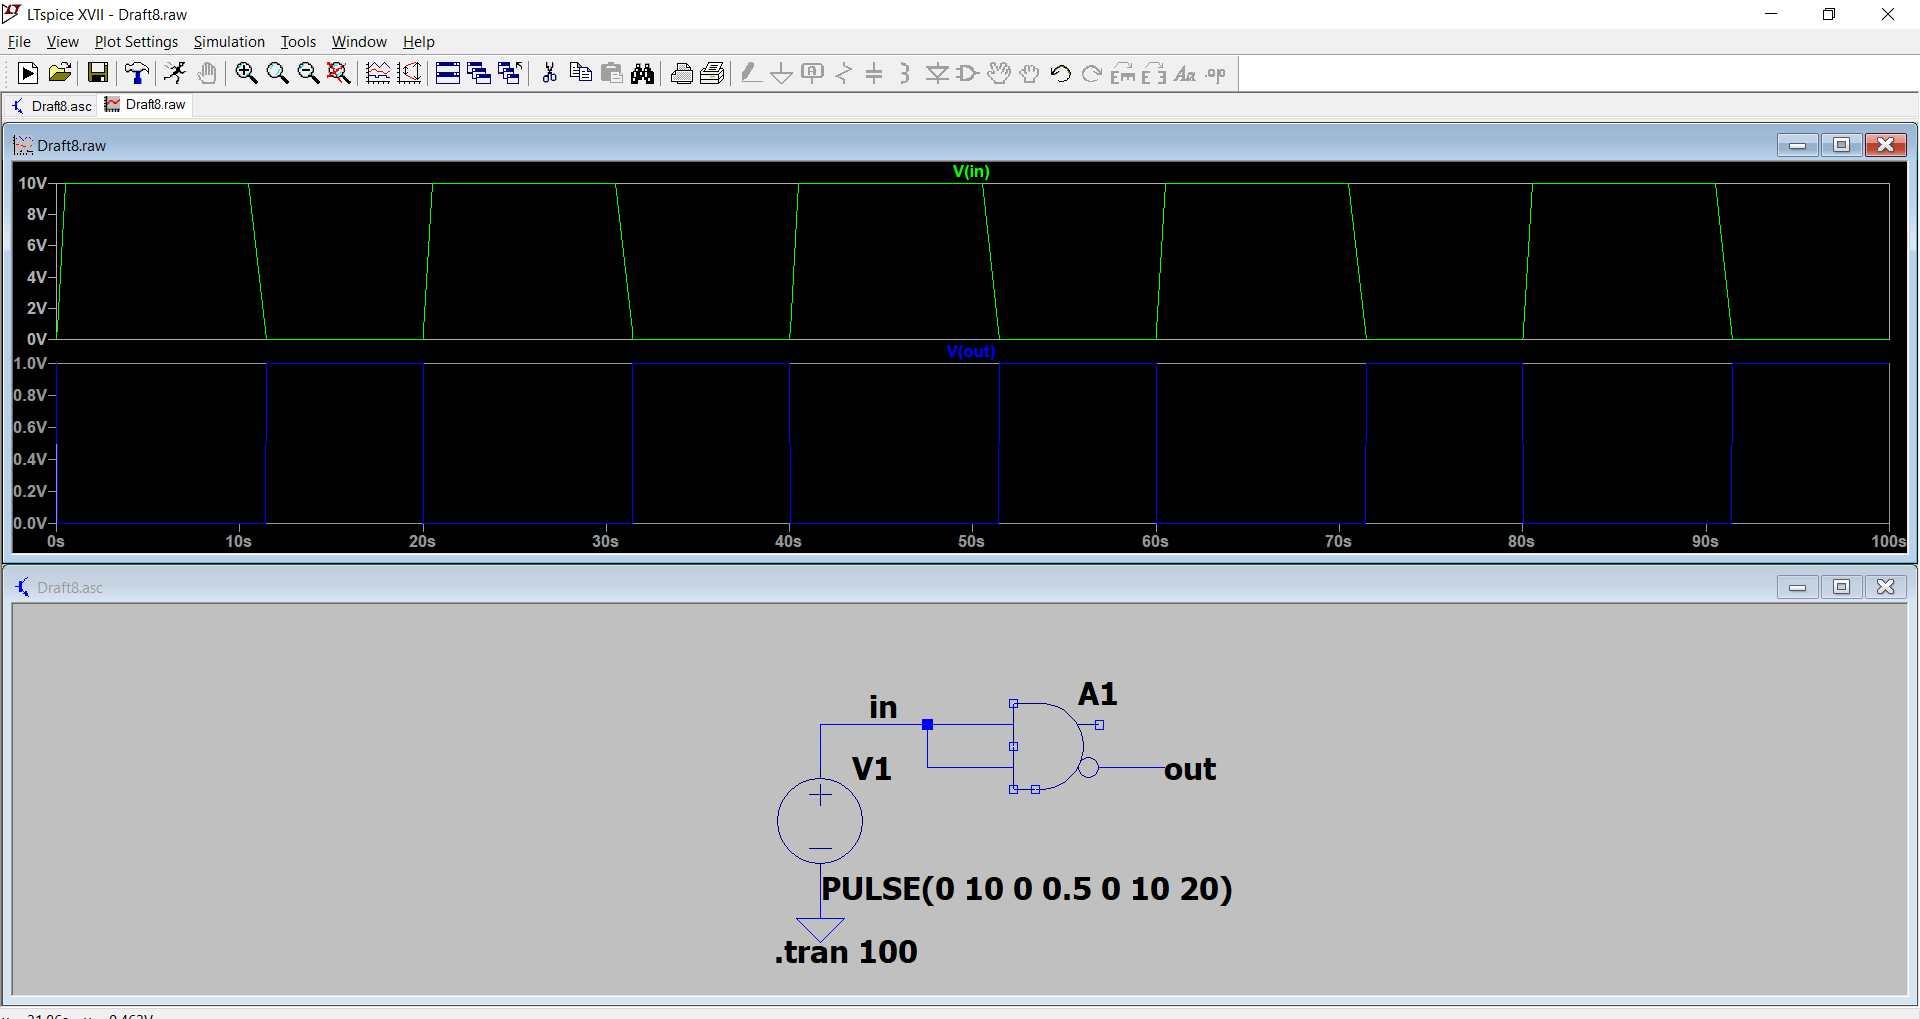 LTspice XVII - Draft8.raw
File View Plot Settings Simulation Tools Window Help
Draft8.asc Draft8.raw
Draft8.raw
V(in)
10V
8V
6V
4V
2V
0V
V(out)
1.0V
0.8V
0.6V
0.4V
0.2V
0.0V
0s 10s 20s 30s 40s 50s 60s 70s 80s 90s 100s
Draft8.asc
in
A1
V1
out
PULSE(0 10 0 0.5 0 10 20)
.tran 100